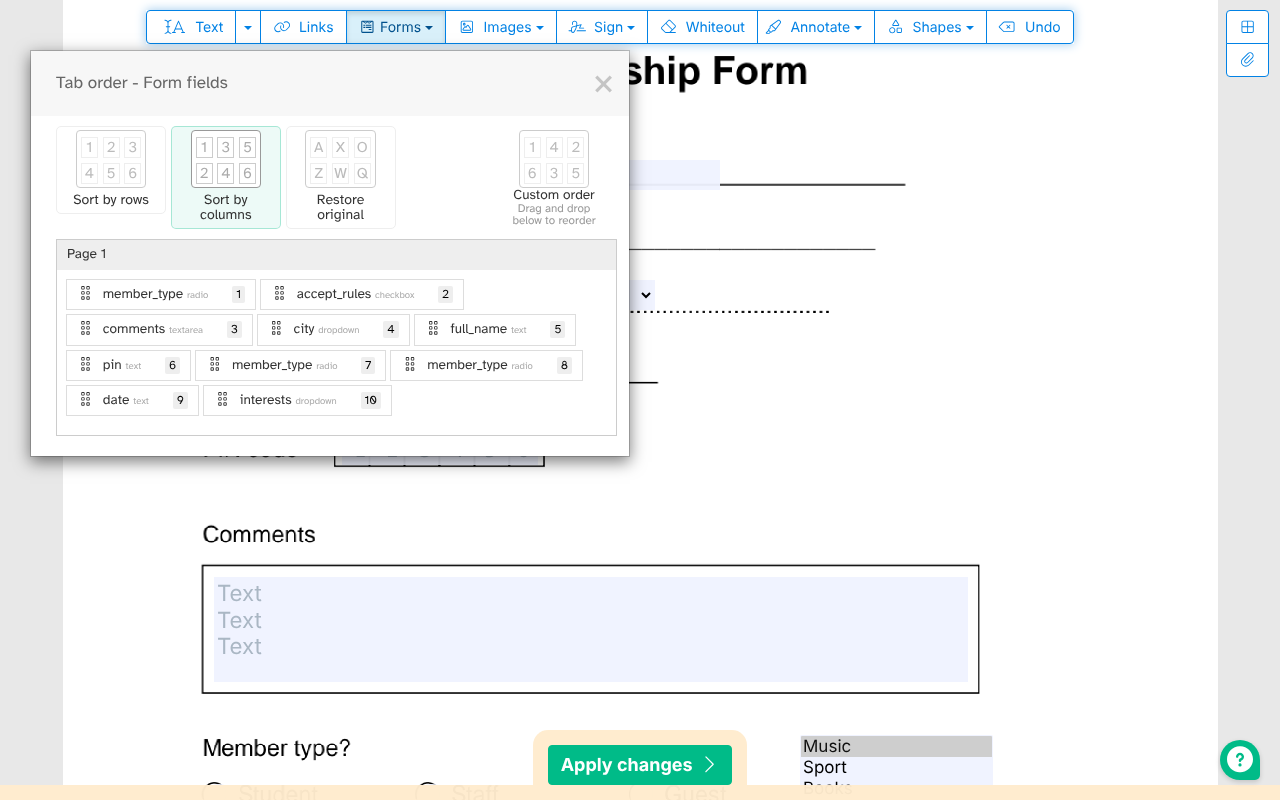 Text Links Forms Images Sign Whiteout Annotate Shapes Undo
ship Form
Tab order - Form fields
1 2 3
4 5 6
Sort by rows
1 3 5
2 4 6
Sort by
columns
A X O
Z W Q
Restore
original
1 4 2
6 3 5
Custom order
Drag and drop
below to reorder
Page 1
member_type radio 1 accept_rules checkbox 2
comments textarea 3 city dropdown 4 full_name text 5
pin text 6 member_type radio 7 member_type radio 8
date text 9 interests dropdown 10
Comments
Text
Text
Text
Member type?
Music
Sport
Books
Student Staff Guest
Apply changes
?